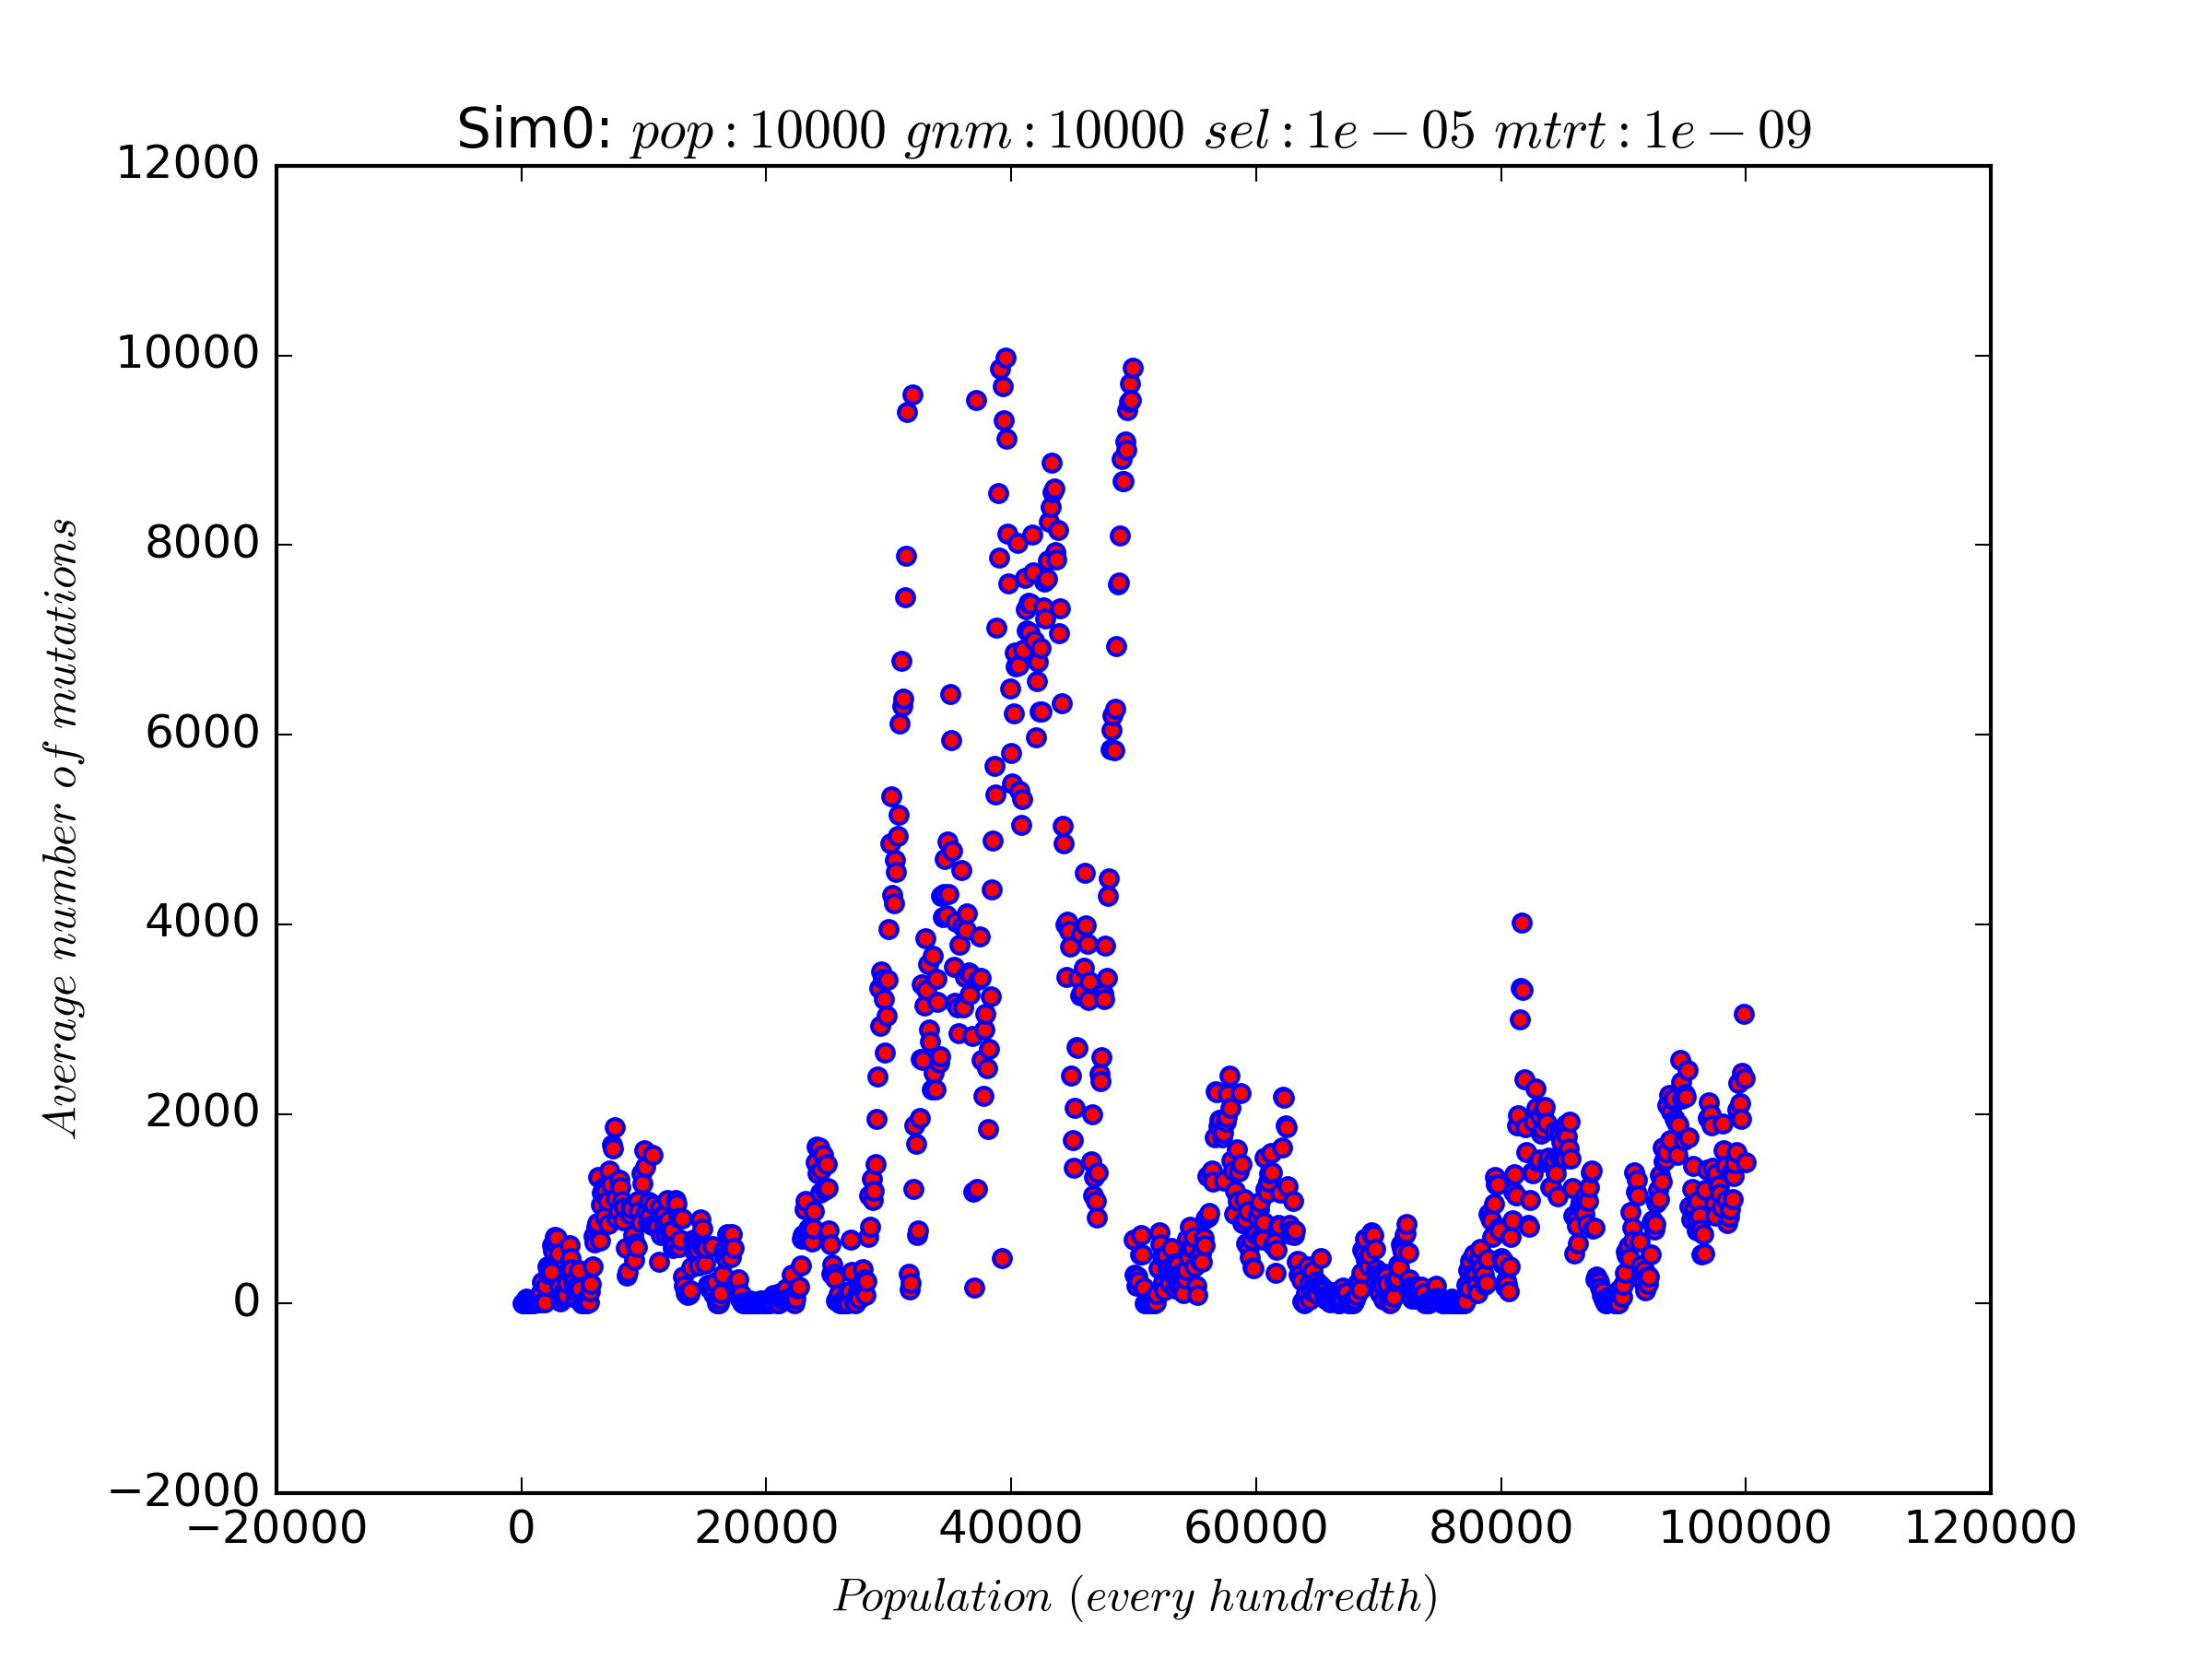 Sim0: pop : 10000 gnm : 10000 sel : 1e − 05 mtrt : 1e − 09
12000
10000
8000
6000
4000
2000
0
−2000
Average number of mutations
−20000 0 20000 40000 60000 80000 100000 120000
Population (every hundredth)